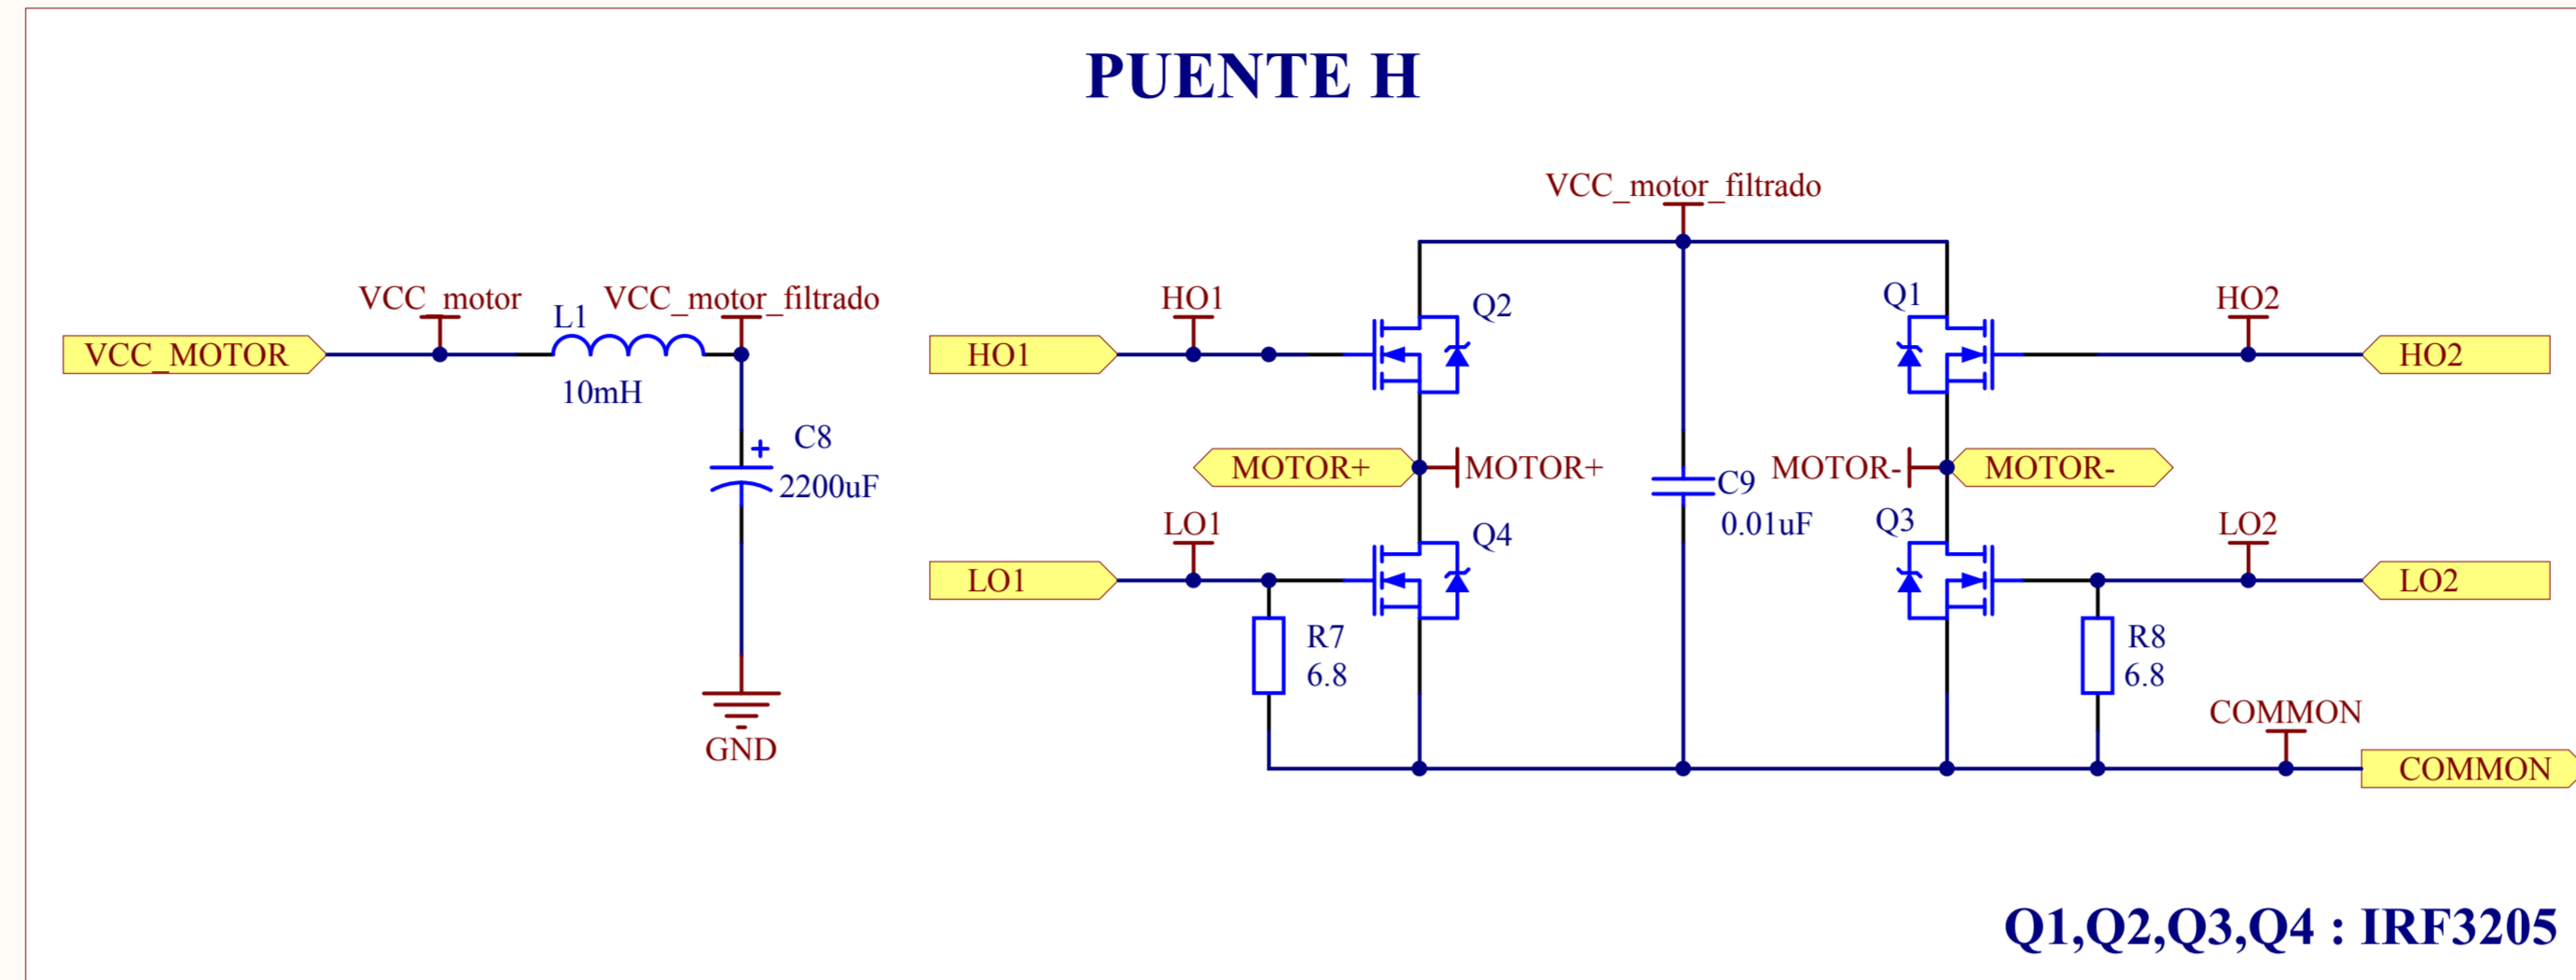 PUENTE H
VCC_MOTOR
VCC_motor
L1
10mH
VCC_motor_filtrado
+
C8
2200uF
GND
HO1
HO1
Q2
MOTOR+
MOTOR+
LO1
LO1
Q4
R7
6.8
VCC_motor_filtrado
C9
0.01uF
Q1
HO2
HO2
MOTOR-
MOTOR-
Q3
LO2
LO2
R8
6.8
COMMON
COMMON
Q1,Q2,Q3,Q4 : IRF3205